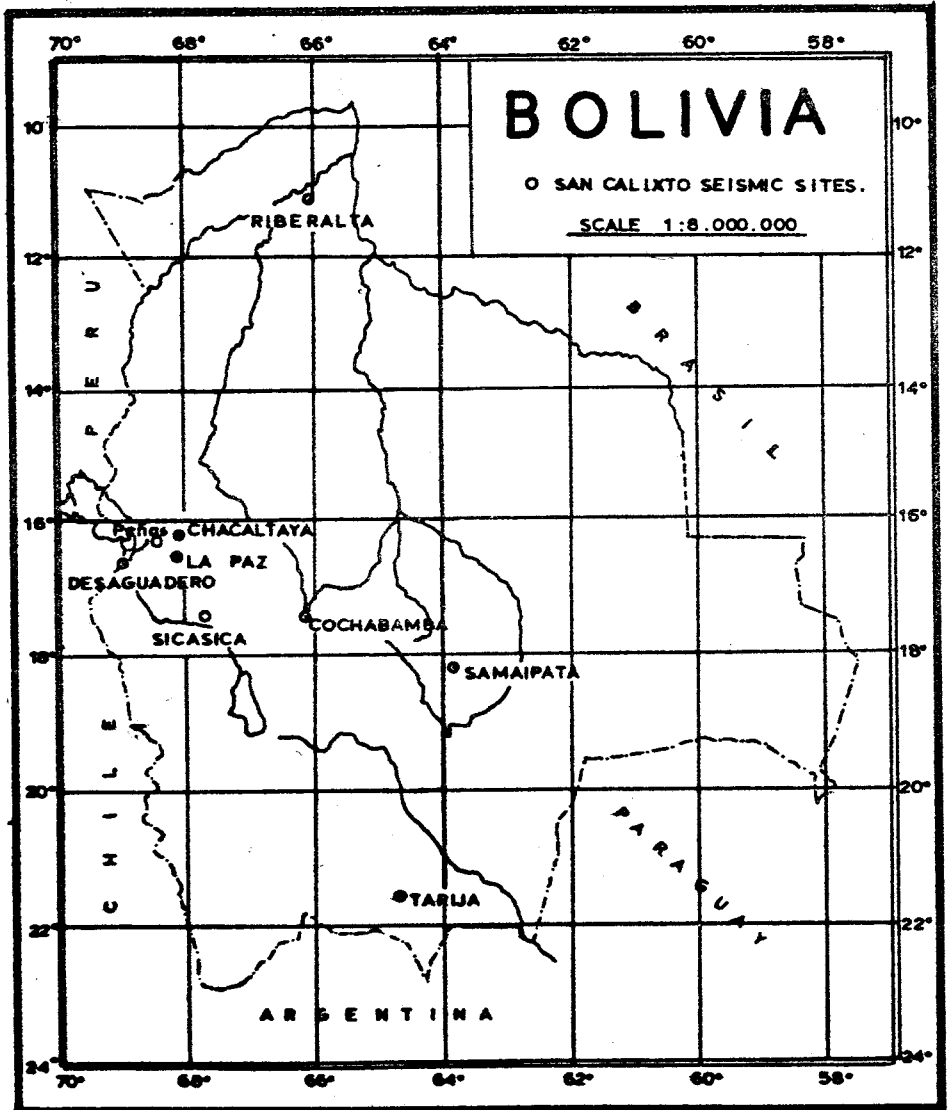 70° 68° 66° 64° 62° 60° 58°
BOLIVIA
10° 10°
O SAN CALIXTO SEISMIC SITES.
RIBERALTA
SCALE 1:8.000.000
12° 12°
PERU
BRASIL
14° 14°
16° 16°
Peñas CHACALTAYA
LA PAZ
DESAGUADERO
COCHABAMBA
SICASICA
18° 18°
SAMAIPATA
CHILE
20° 20°
PARAGUAY
TARIJA
22° 22°
ARGENTINA
24° 24°
70° 68° 66° 64° 62° 60° 58°